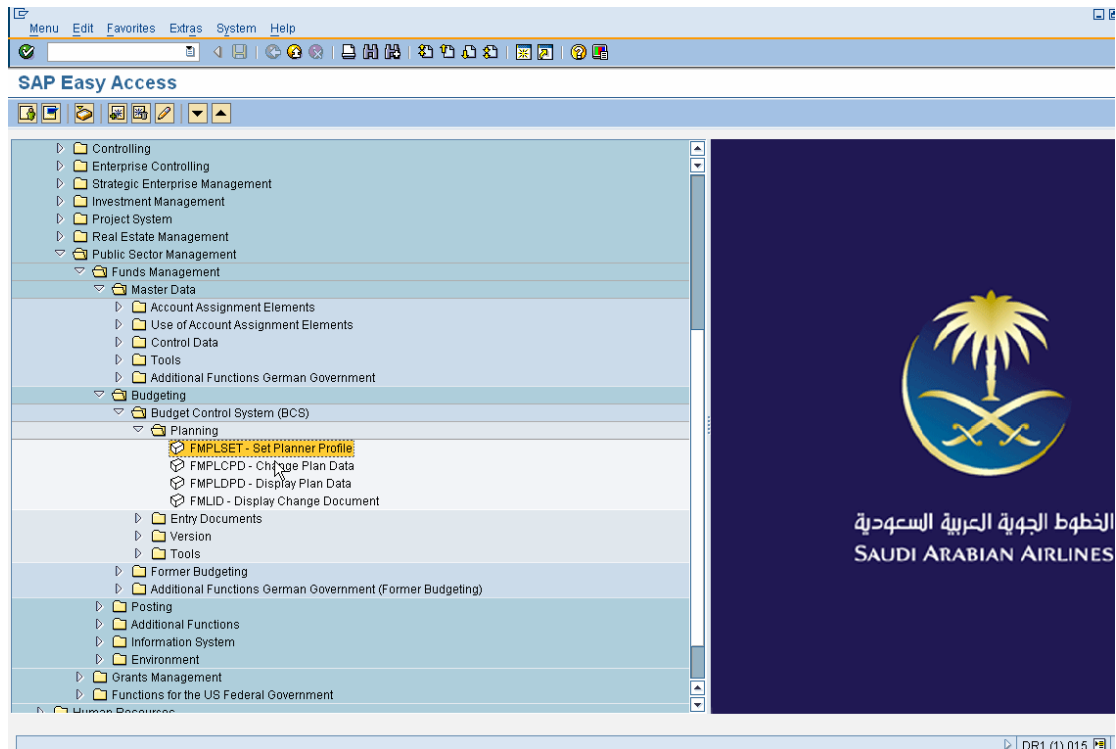 Menu Edit Favorites Extras System Help
SAP Easy Access
Controlling
Enterprise Controlling
Strategic Enterprise Management
Investment Management
Project System
Real Estate Management
Public Sector Management
Funds Management
Master Data
Account Assignment Elements
Use of Account Assignment Elements
Control Data
Tools
Additional Functions German Government
Budgeting
Budget Control System (BCS)
Planning
FMPLSET - Set Planner Profile
FMPLCPD - Change Plan Data
FMPLDPD - Display Plan Data
FMLID - Display Change Document
Entry Documents
Version
Tools
Former Budgeting
Additional Functions German Government (Former Budgeting)
Posting
Additional Functions
Information System
Environment
Grants Management
Functions for the US Federal Government
Human Resources
الخطوط الجوية العربية السعودية
SAUDI ARABIAN AIRLINES
DR1 (1) 015